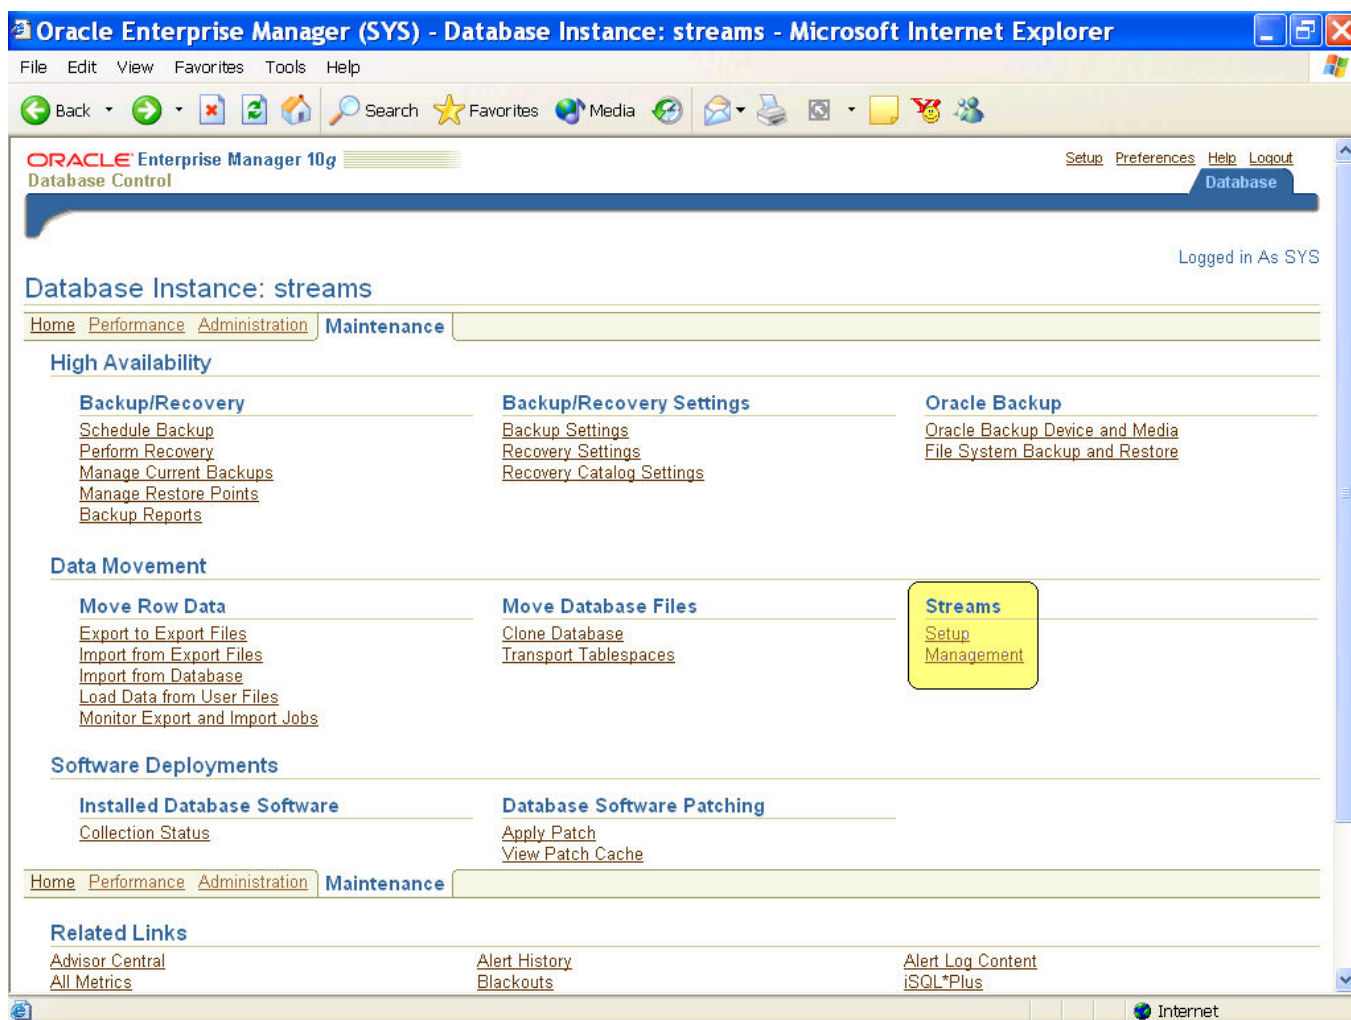 Oracle Enterprise Manager (SYS) - Database Instance: streams - Microsoft Internet Explorer
File Edit View Favorites Tools Help
Back Search Favorites Media
ORACLE Enterprise Manager 10g
Database Control
Setup Preferences Help Logout
Database
Logged in As SYS
Database Instance: streams
Home Performance Administration Maintenance
High Availability
Backup/Recovery Backup/Recovery Settings Oracle Backup
Schedule Backup Backup Settings Oracle Backup Device and Media
Perform Recovery Recovery Settings File System Backup and Restore
Manage Current Backups Recovery Catalog Settings
Manage Restore Points
Backup Reports
Data Movement
Move Row Data Move Database Files Streams
Export to Export Files Clone Database Setup
Import from Export Files Transport Tablespaces Management
Import from Database
Load Data from User Files
Monitor Export and Import Jobs
Software Deployments
Installed Database Software Database Software Patching
Collection Status Apply Patch
View Patch Cache
Home Performance Administration Maintenance
Related Links
Advisor Central Alert History Alert Log Content
All Metrics Blackouts iSQL*Plus
Internet